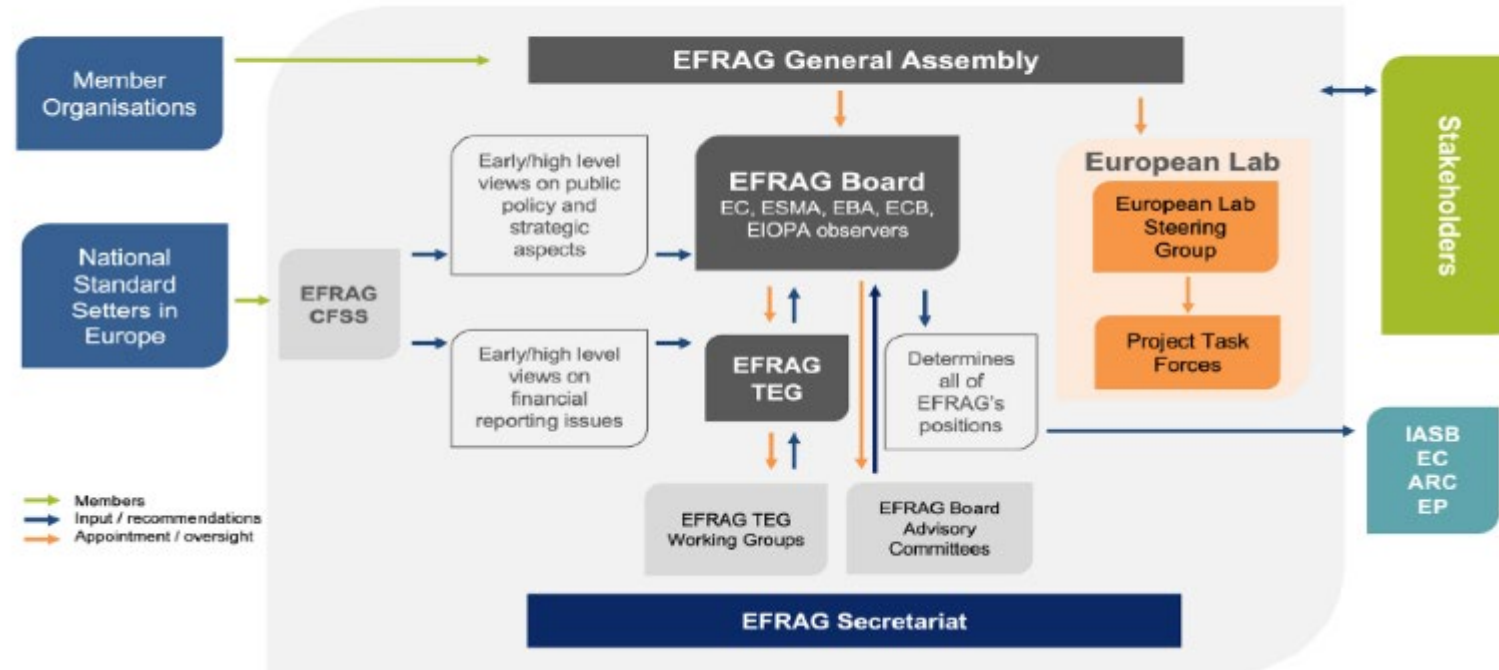 Member
Organisations
EFRAG General Assembly
Stakeholders
National
Standard
Setters in
Europe
EFRAG
CFSS
Early/high level
views on public
policy and
strategic
aspects
EFRAG Board
EC, ESMA, EBA, ECB,
EIOPA observers
European Lab
European Lab
Steering
Group
Project Task
Forces
Early/high level
views on
financial
reporting issues
EFRAG
TEG
Determines
all of
EFRAG's
positions
IASB
EC
ARC
EP
Members
Input / recommendations
Appointment / oversight
EFRAG TEG
Working Groups
EFRAG Board
Advisory
Committees
EFRAG Secretariat